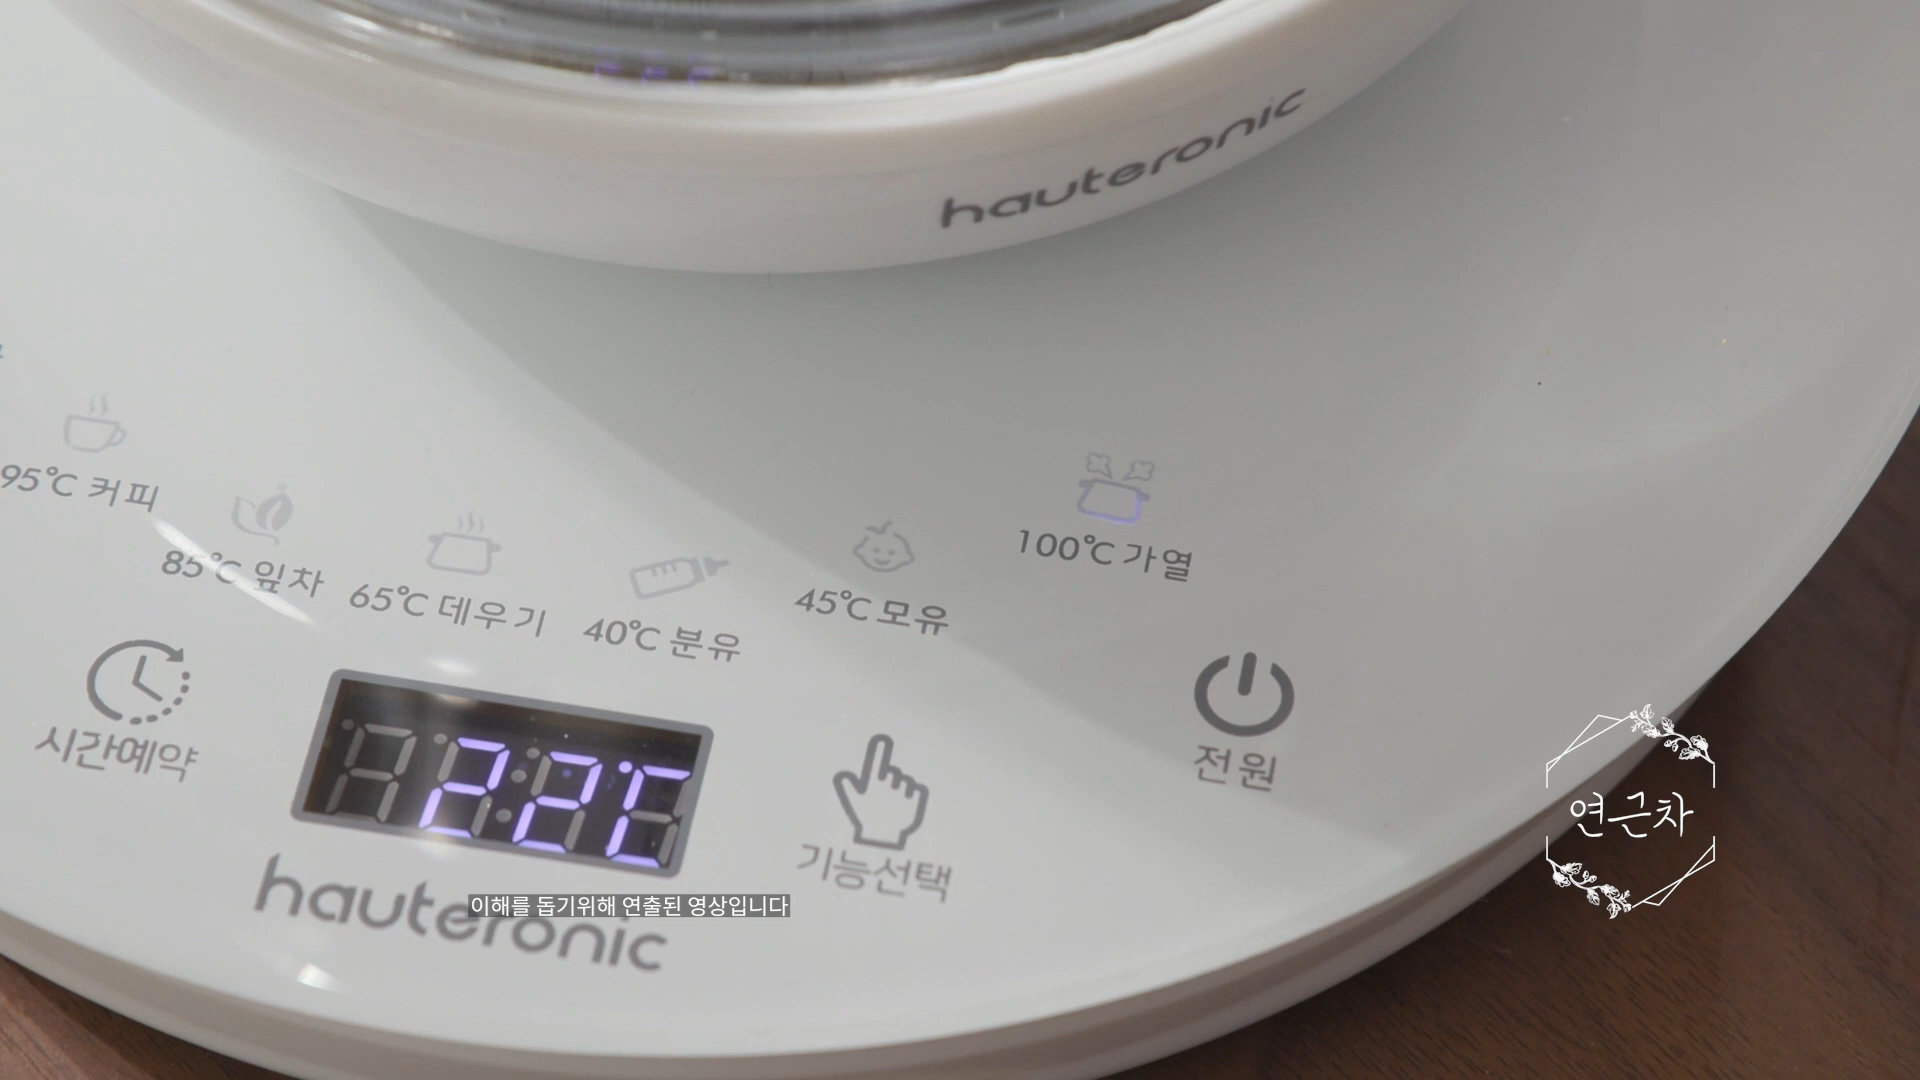 hauteronic
95℃ 커피
85℃ 잎차
65℃ 데우기
40℃ 분유
45℃ 모유
100℃ 가열
시간예약
22℃
기능선택
전원
hauteronic
이해를 돕기위해 연출된 영상입니다
연근차